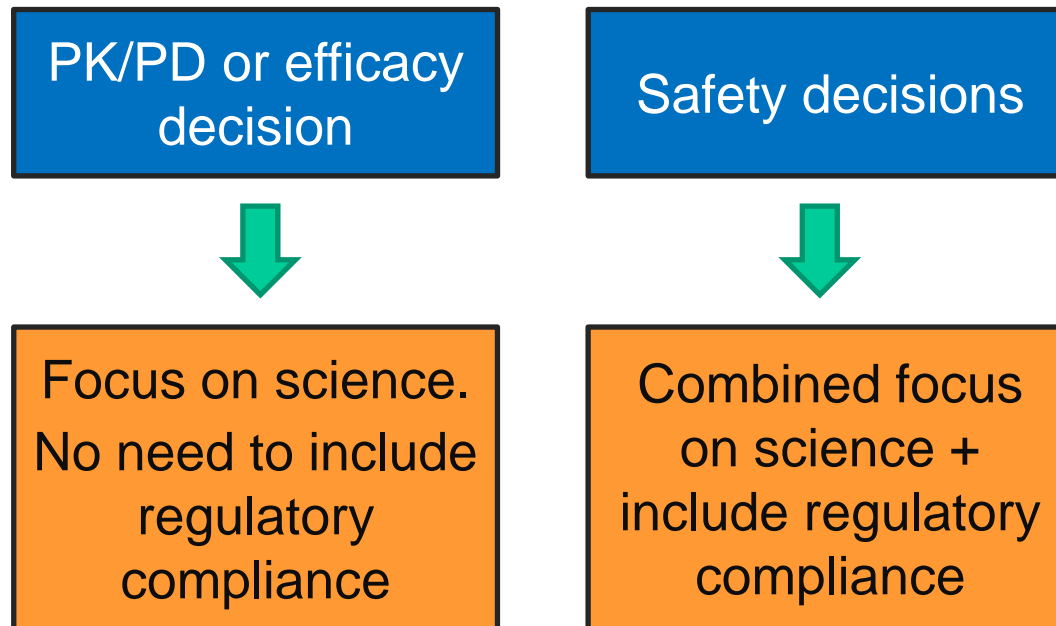 PK/PD or efficacy
decision
Safety decisions
Focus on science.
No need to include
regulatory
compliance
Combined focus
on science +
include regulatory
compliance